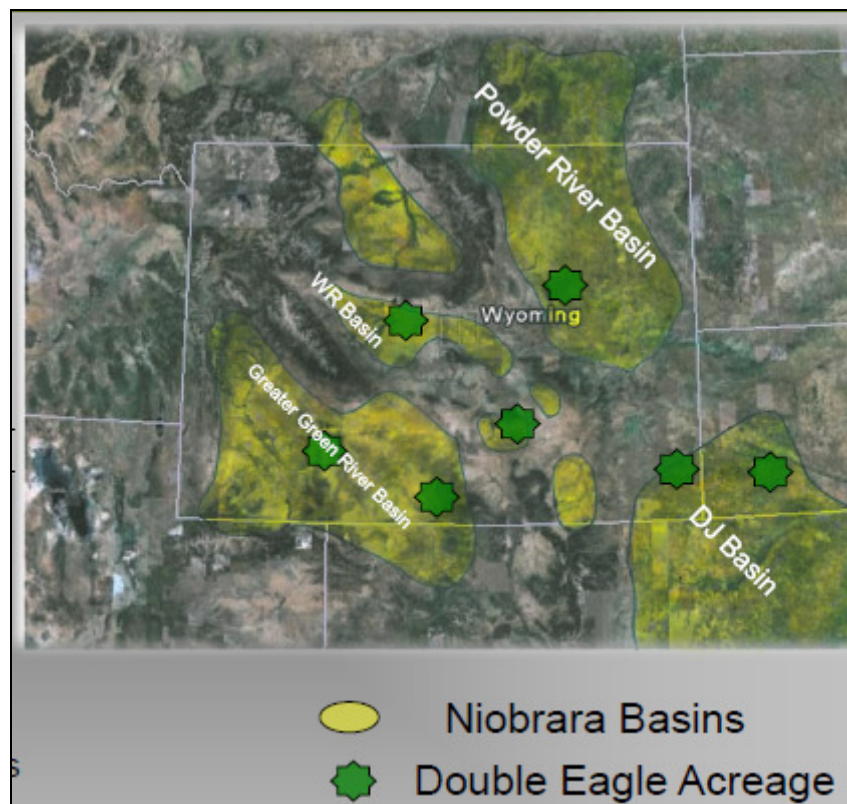 Powder River Basin
WR Basin
Wyoming
Greater Green River Basin
DJ Basin
Niobrara Basins
s
Double Eagle Acreage